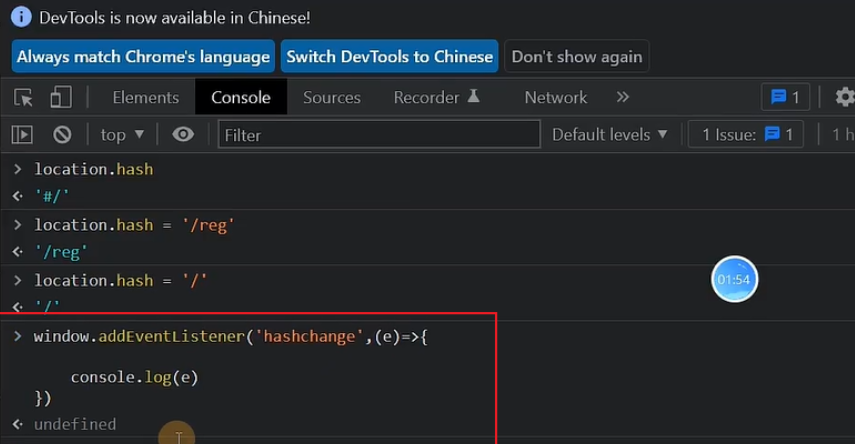 DevTools is now available in Chinese!
Always match Chrome's language Switch DevTools to Chinese Don't show again
Elements Console Sources Recorder Network » 1
top Filter Default levels 1 Issue: 1 1 h
> location.hash
'#/'
> location.hash = '/reg'
'/reg'
> location.hash = '/'
'/'
01:54
> window.addEventListener('hashchange',(e)=>{
console.log(e)
})
undefined